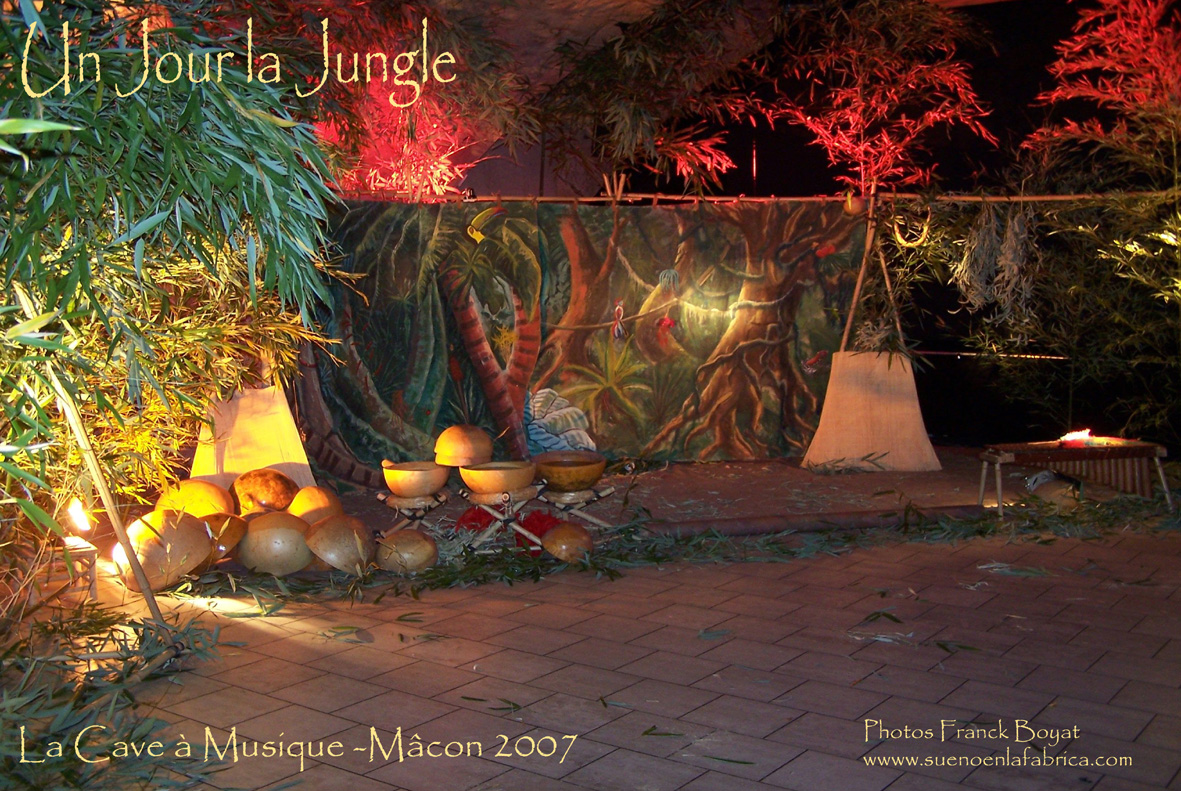 Un Jour la Jungle
La Cave à Musique -Mâcon 2007
Photos Franck Boyat
www.suenoenlafabrica.com